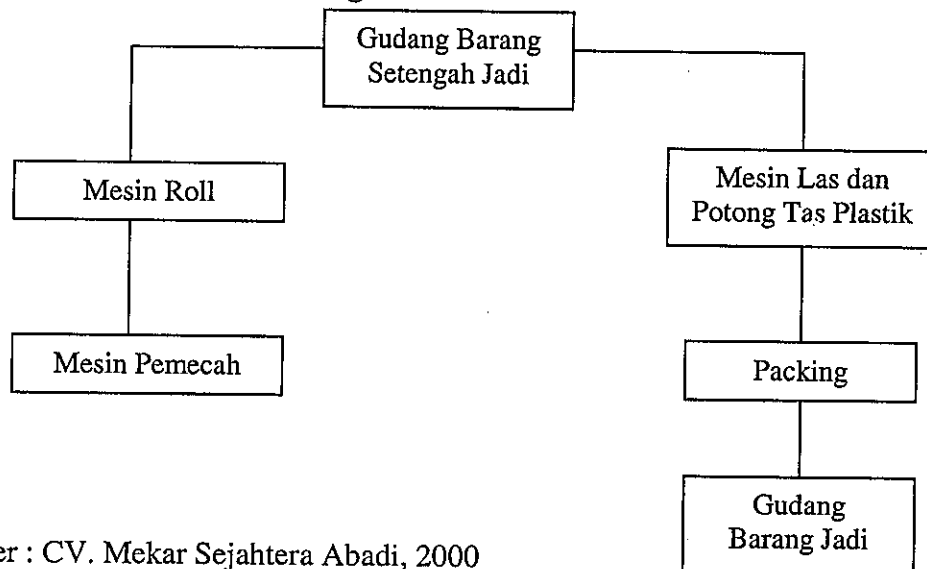 Gudang Barang
Setengah Jadi
Mesin Roll
Mesin Las dan
Potong Tas Plastik
Mesin Pemecah
Packing
Gudang
Barang Jadi
er : CV. Mekar Sejahtera Abadi, 2000